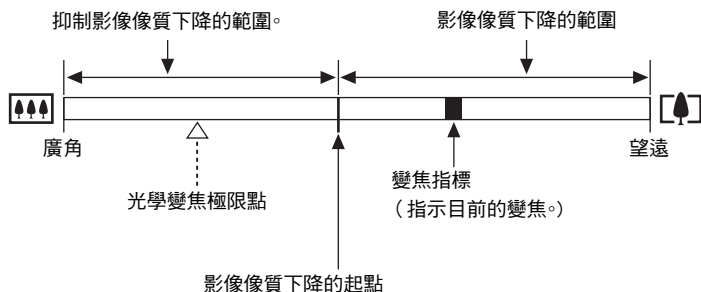 抑制影像像質下降的範圍。
影像像質下降的範圍
廣角
望遠
光學變焦極限點
變焦指標
（指示目前的變焦。）
影像像質下降的起點